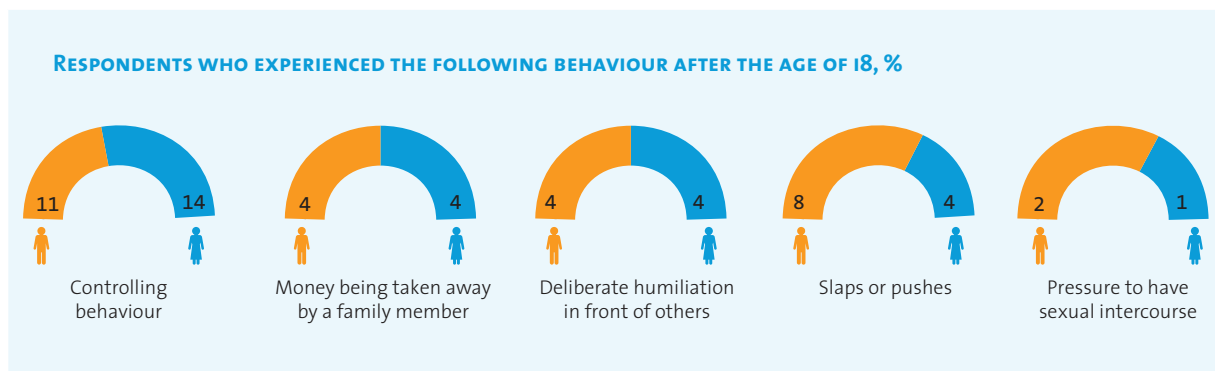 Respondents who experienced the following behaviour after the age of 18, %
11 14
4 4
4 4
8 4
2 1
Controlling
behaviour
Money being taken away
by a family member
Deliberate humiliation
in front of others
Slaps or pushes
Pressure to have
sexual intercourse